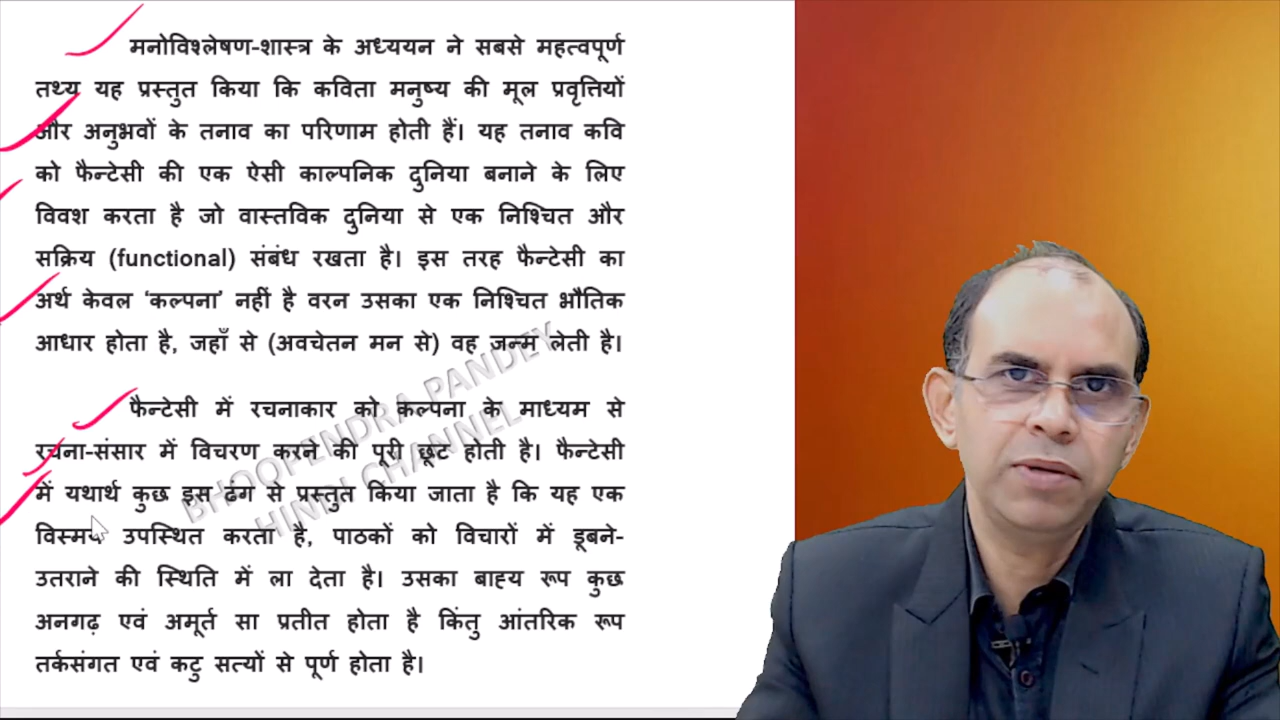 मनोविश्लेषण-शास्त्र के अध्ययन ने सबसे महत्वपूर्ण
तथ्य यह प्रस्तुत किया कि कविता मनुष्य की मूल प्रवृत्तियों
और अनुभवों के तनाव का परिणाम होती हैं। यह तनाव कवि
को फैन्टेसी की एक ऐसी काल्पनिक दुनिया बनाने के लिए
विवश करता है जो वास्तविक दुनिया से एक निश्चित और
सक्रिय (functional) संबंध रखता है। इस तरह फैन्टेसी का
अर्थ केवल ‘कल्पना’ नहीं है वरन उसका एक निश्चित भौतिक
आधार होता है, जहाँ से (अवचेतन मन से) वह जन्म लेती है।
फैन्टेसी में रचनाकार को कल्पना के माध्यम से
रचना-संसार में विचरण करने की पूरी छूट होती है। फैन्टेसी
में यथार्थ कुछ इस ढंग से प्रस्तुत किया जाता है कि यह एक
विस्मय उपस्थित करता है, पाठकों को विचारों में डूबने-
उतराने की स्थिति में ला देता है। उसका बाह्य रूप कुछ
अनगढ़ एवं अमूर्त सा प्रतीत होता है किंतु आंतरिक रूप
तर्कसंगत एवं कटु सत्यों से पूर्ण होता है।
BHOOPENDRA PANDEY
HINDI CHANNEL